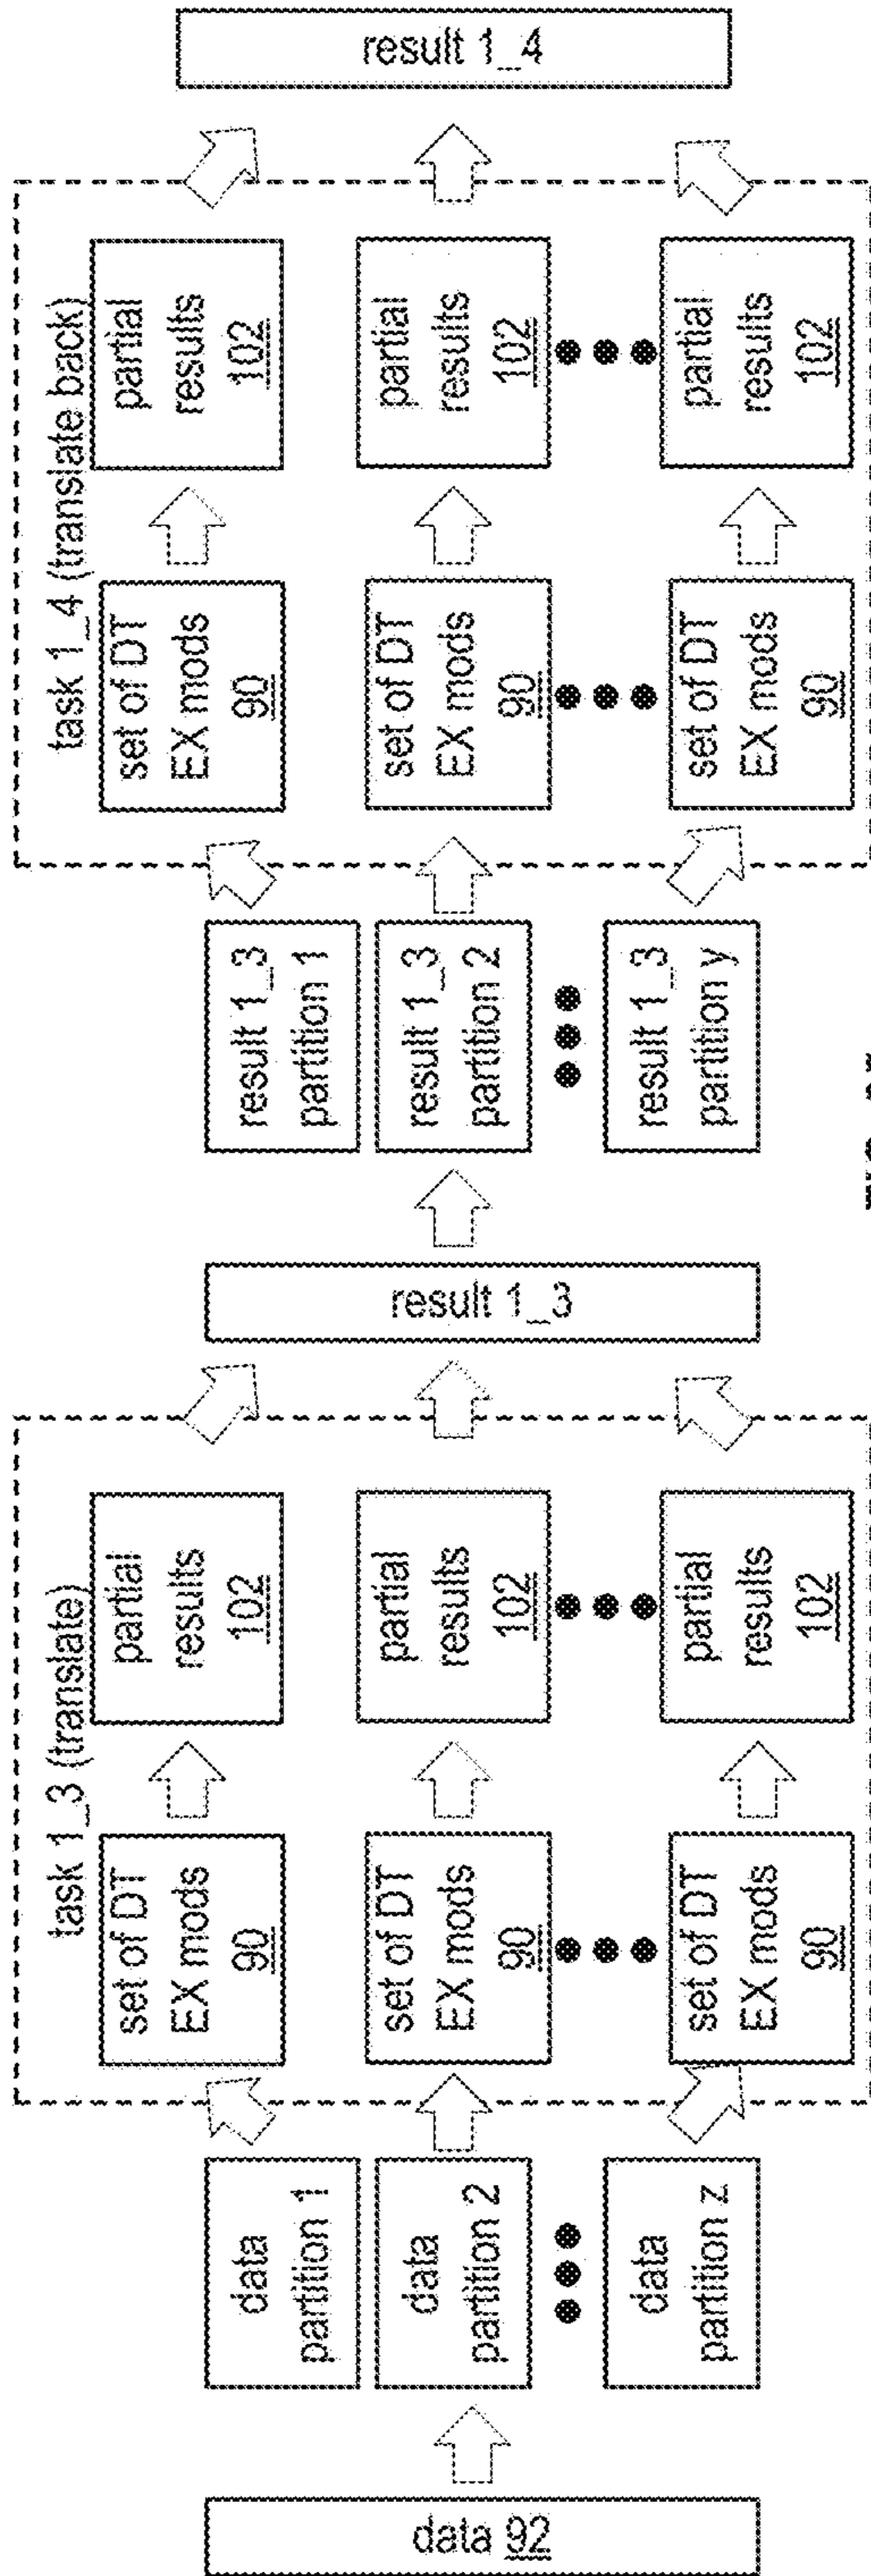 data 92
data
partition 1
data
partition 2
data
partition z
task 1_3 (translate)
set of DT
EX mods
90
set of DT
EX mods
90
set of DT
EX mods
90
partial
results
102
partial
results
102
partial
results
102
result 1_3
result 1_3
partition 1
result 1_3
partition 2
result 1_3
partition y
task 1_4 (translate back)
set of DT
EX mods
90
set of DT
EX mods
90
set of DT
EX mods
90
partial
results
102
partial
results
102
partial
results
102
result 1_4